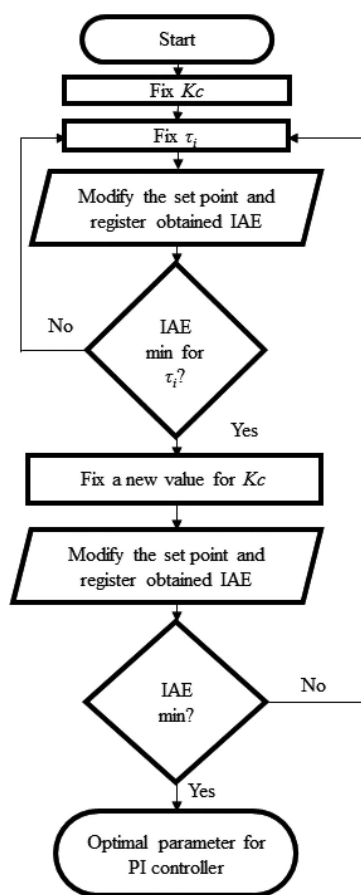 Start
Fix Kc
Fix τi
Modify the set point and
register obtained IAE
No
IAE
min for
τi?
Yes
Fix a new value for Kc
Modify the set point and
register obtained IAE
IAE
min?
No
Yes
Optimal parameter for
PI controller